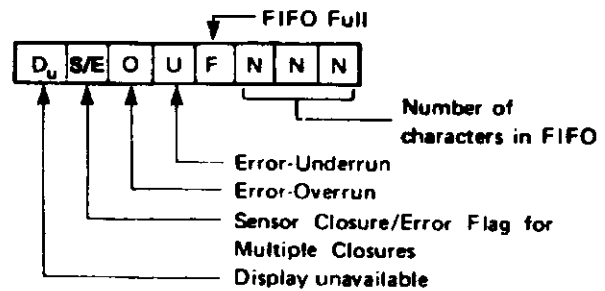 FIFO Full
Du S/E O U F N N N
Number of
characters in FIFO
Error-Underrun
Error-Overrun
Sensor Closure/Error Flag for
Multiple Closures
Display unavailable